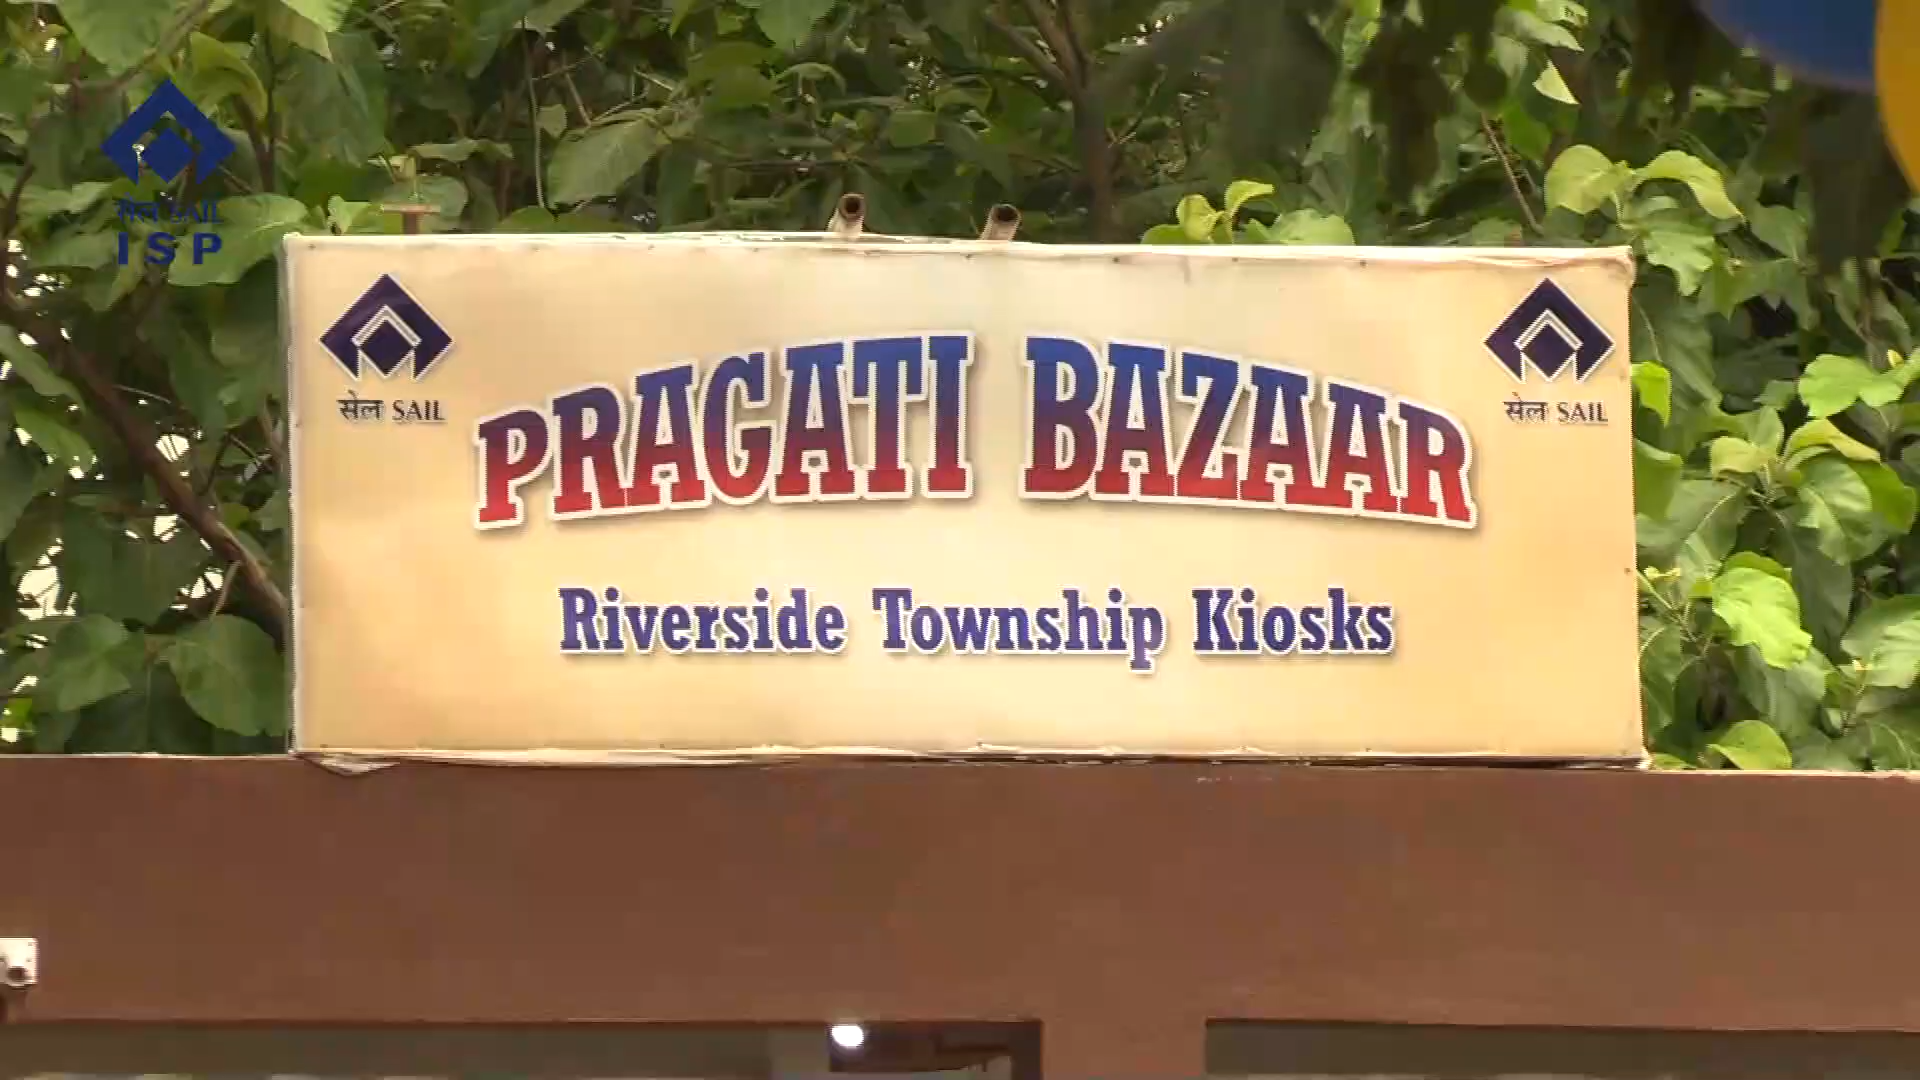 सेल SAIL
ISP
सेल SAIL
सेल SAIL
PRAGATI BAZAAR
Riverside Township Kiosks